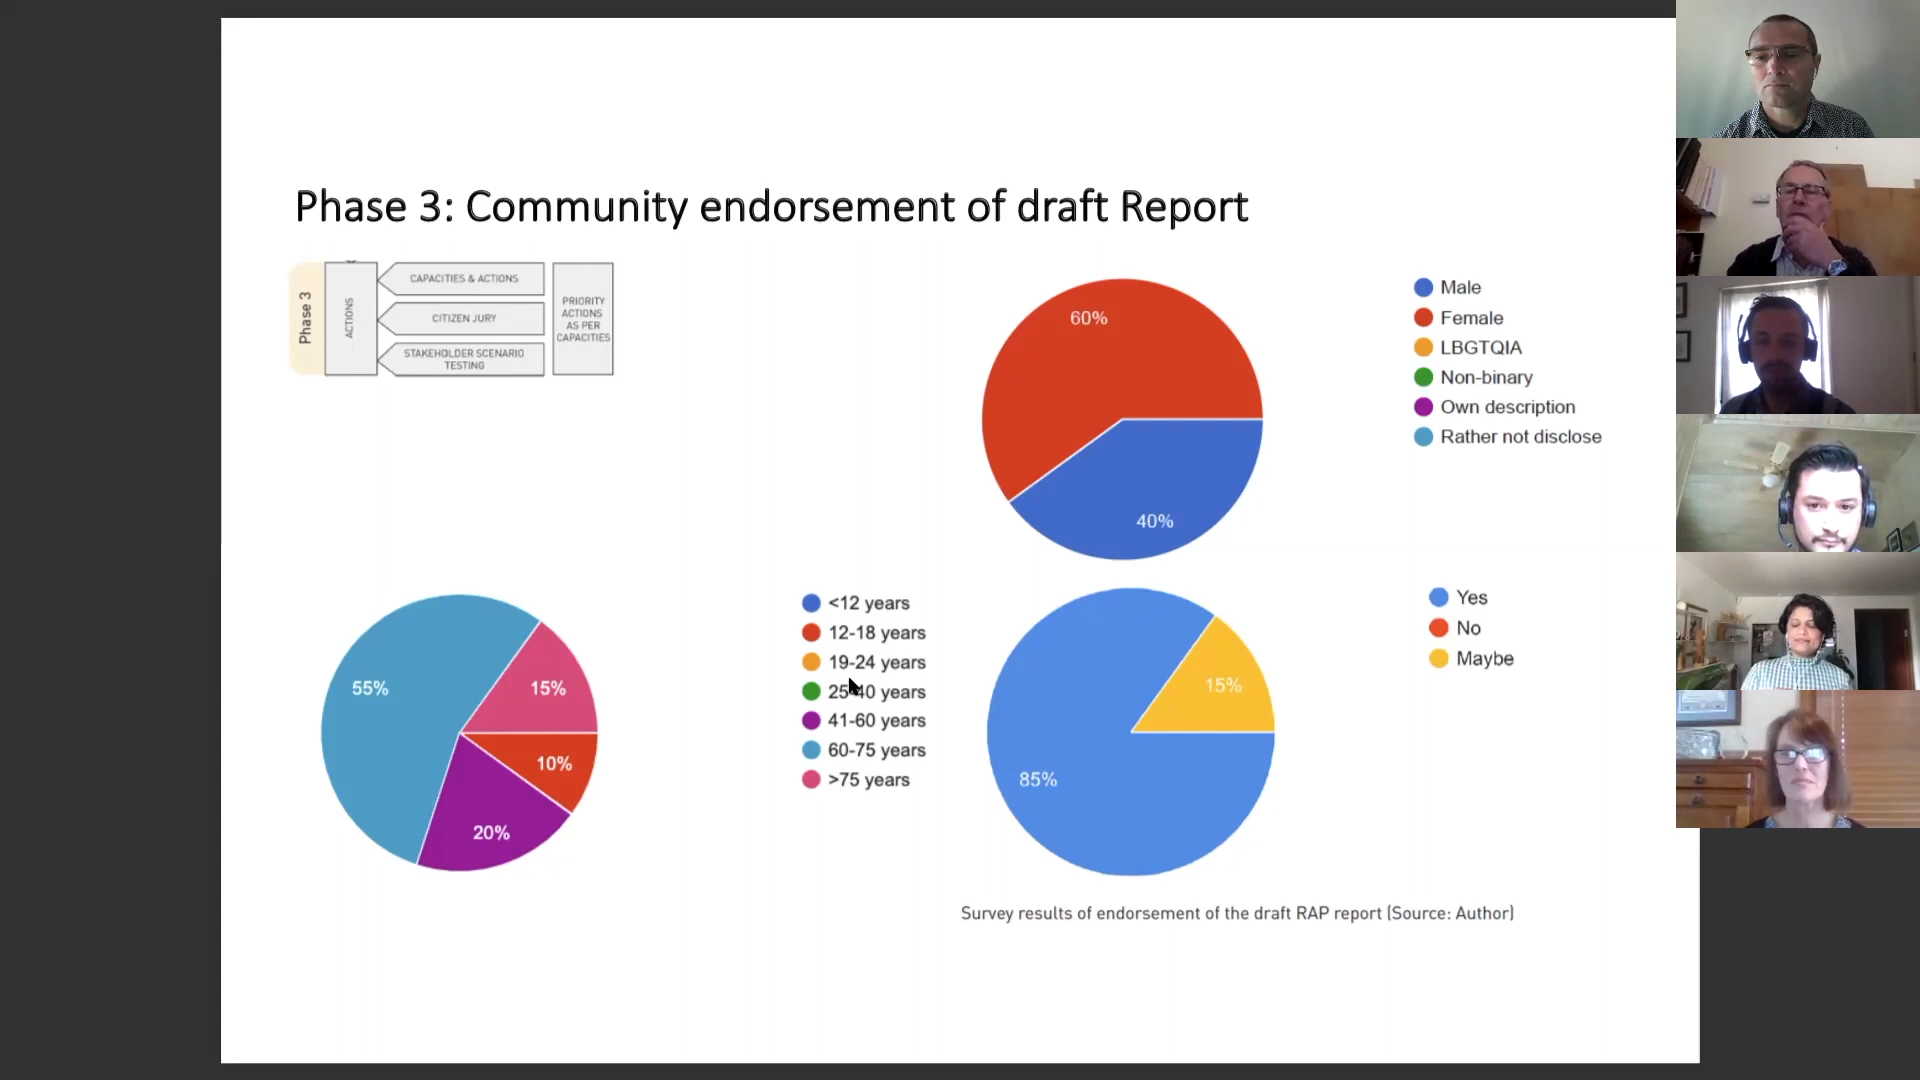 Phase 3: Community endorsement of draft Report
Phase 3
ACTIONS
CAPACITIES & ACTIONS
CITIZEN JURY
STAKEHOLDER SCENARIO
TESTING
PRIORITY
ACTIONS
AS PER
CAPACITIES
60%
40%
Male
Female
LBGTQIA
Non-binary
Own description
Rather not disclose
55%
15%
10%
20%
<12 years
12-18 years
19-24 years
25-40 years
41-60 years
60-75 years
>75 years
15%
85%
Yes
No
Maybe
Survey results of endorsement of the draft RAP report (Source: Author)